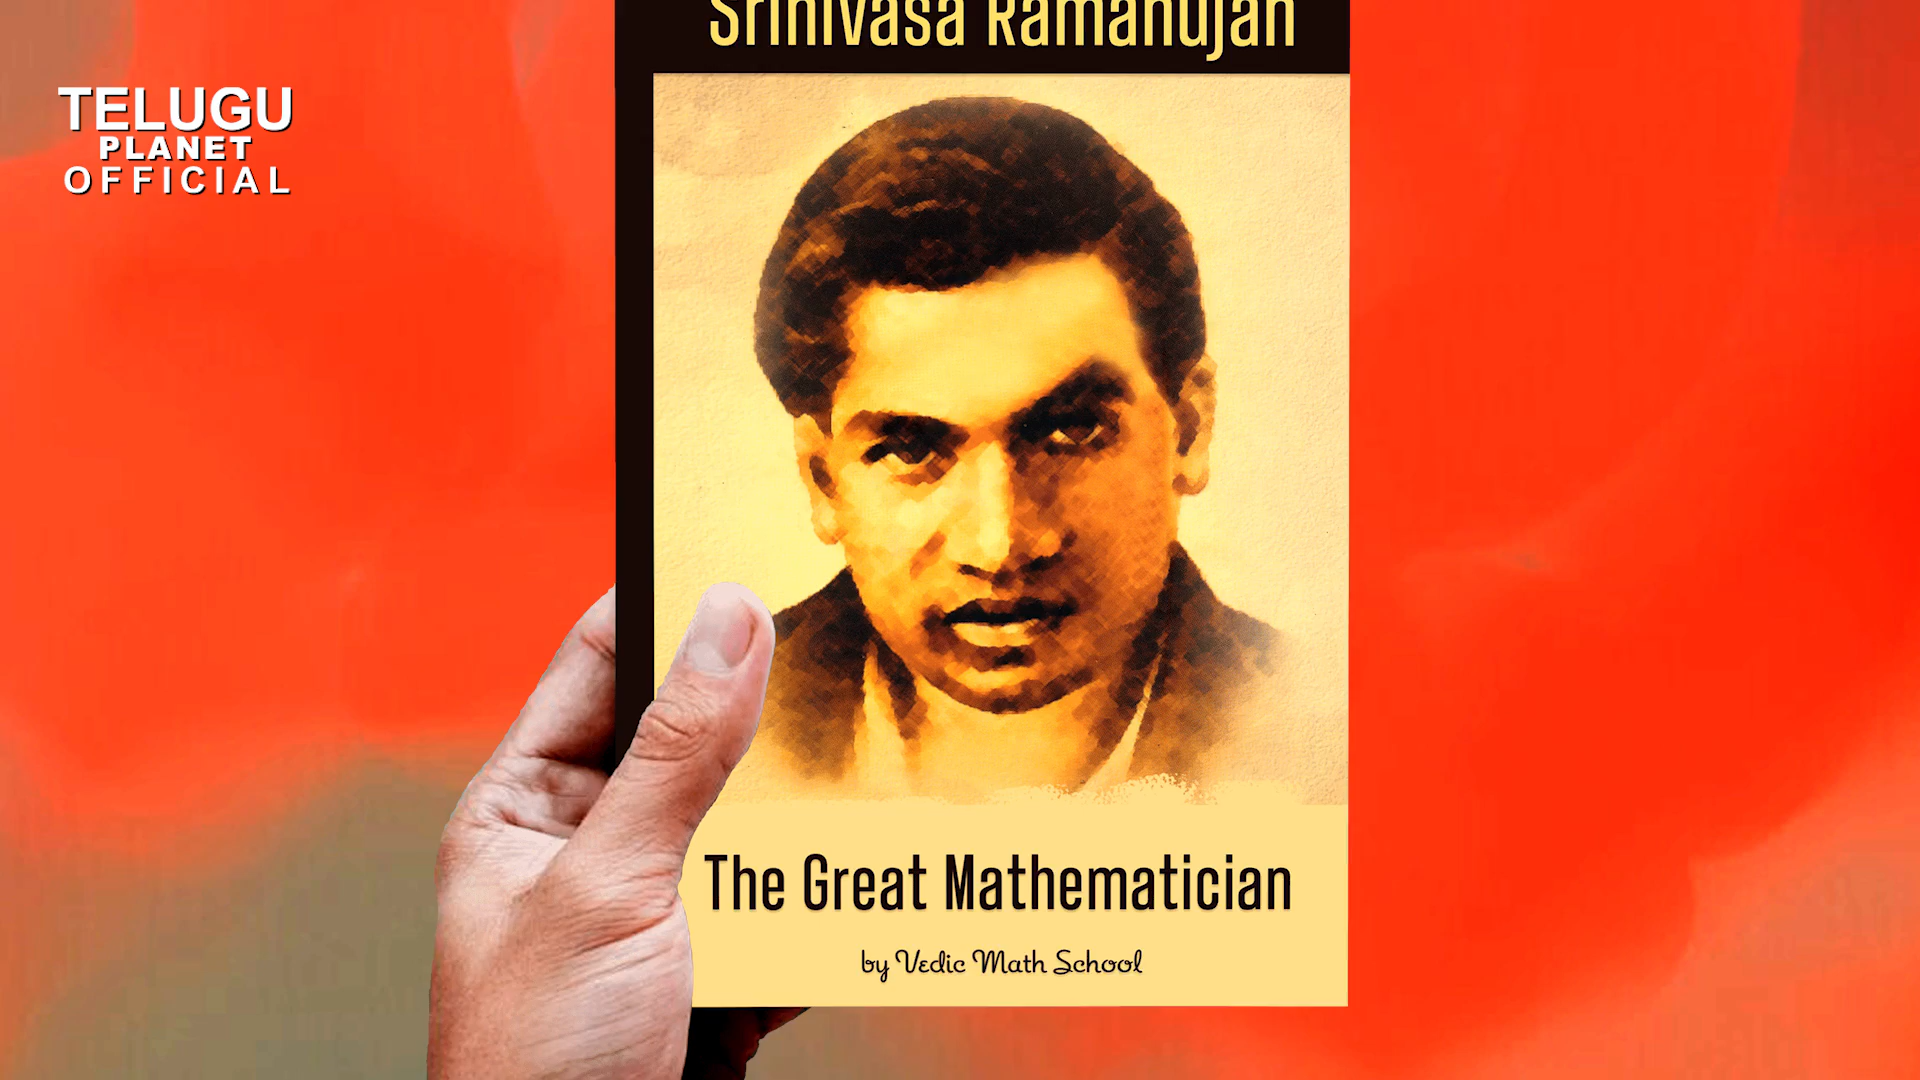 Srinivasa Ramanujan
TELUGU
PLANET
OFFICIAL
The Great Mathematician
by Vedic Math School